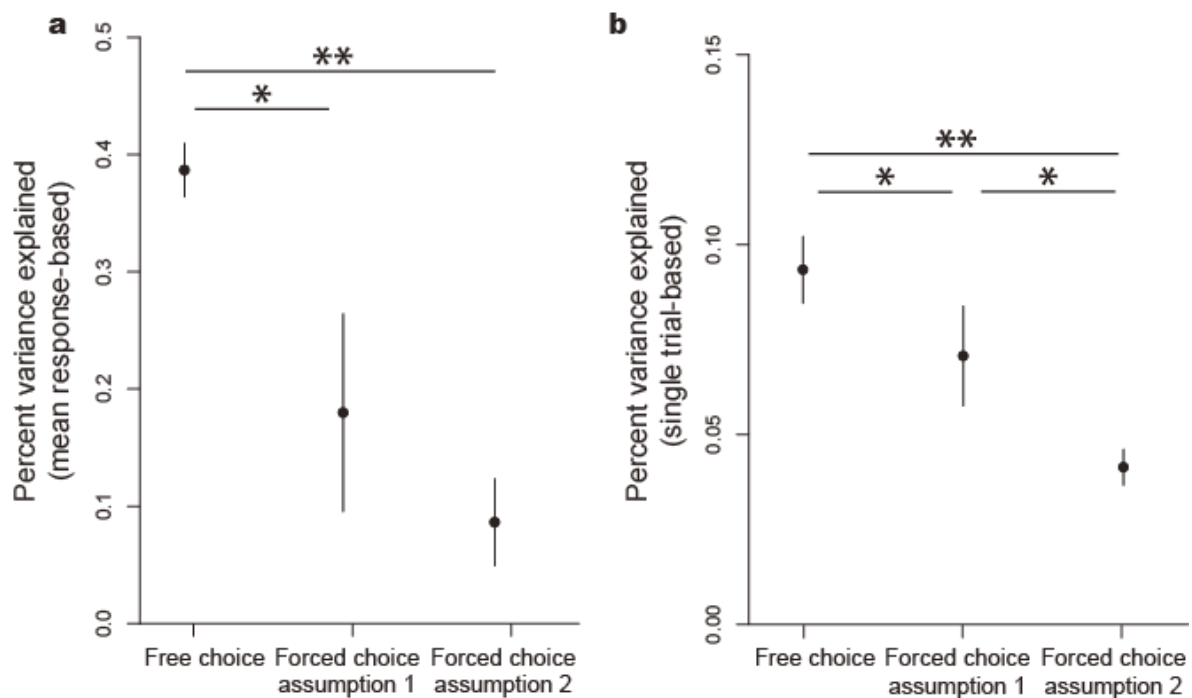 a
0.5
0.4
0.3
0.2
0.1
0.0
Percent variance explained
(mean response-based)
**
*
Free choice
Forced choice
assumption 1
Forced choice
assumption 2
b
0.15
0.10
0.05
0.00
Percent variance explained
(single trial-based)
**
*
*
Free choice
Forced choice
assumption 1
Forced choice
assumption 2